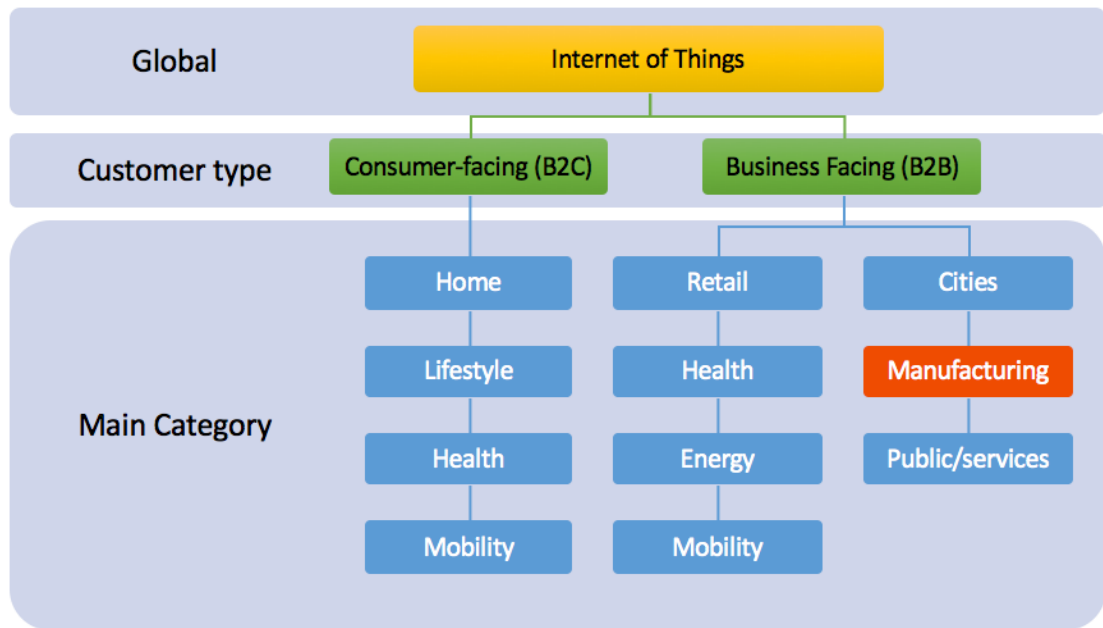 Global
Internet of Things
Customer type
Consumer-facing (B2C)
Business Facing (B2B)
Main Category
Home
Retail
Cities
Lifestyle
Health
Manufacturing
Health
Energy
Public/services
Mobility
Mobility